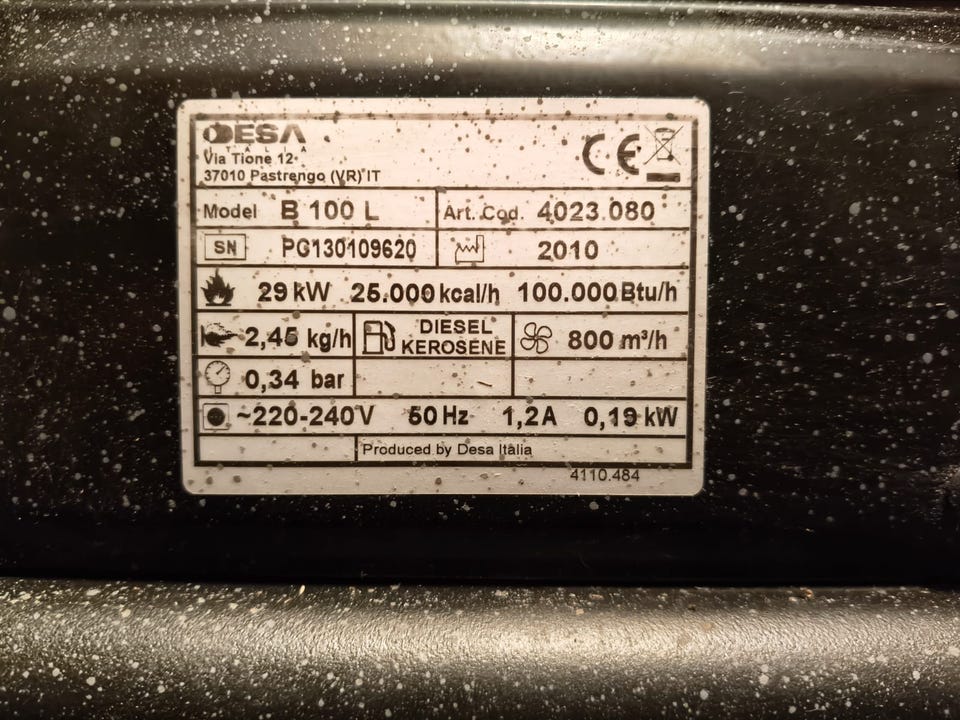 DESA
ITALIA
Via Tione 12
37010 Pastrengo (VR) IT
CE
Model B 100 L Art. Cod. 4023.080
SN PG130109620 2010
29 kW 25.000 kcal/h 100.000 Btu/h
2,45 kg/h DIESEL KEROSENE 800 m³/h
0,34 bar
~220-240V 50 Hz 1,2A 0,19 kW
Produced by Desa Italia
4110.484